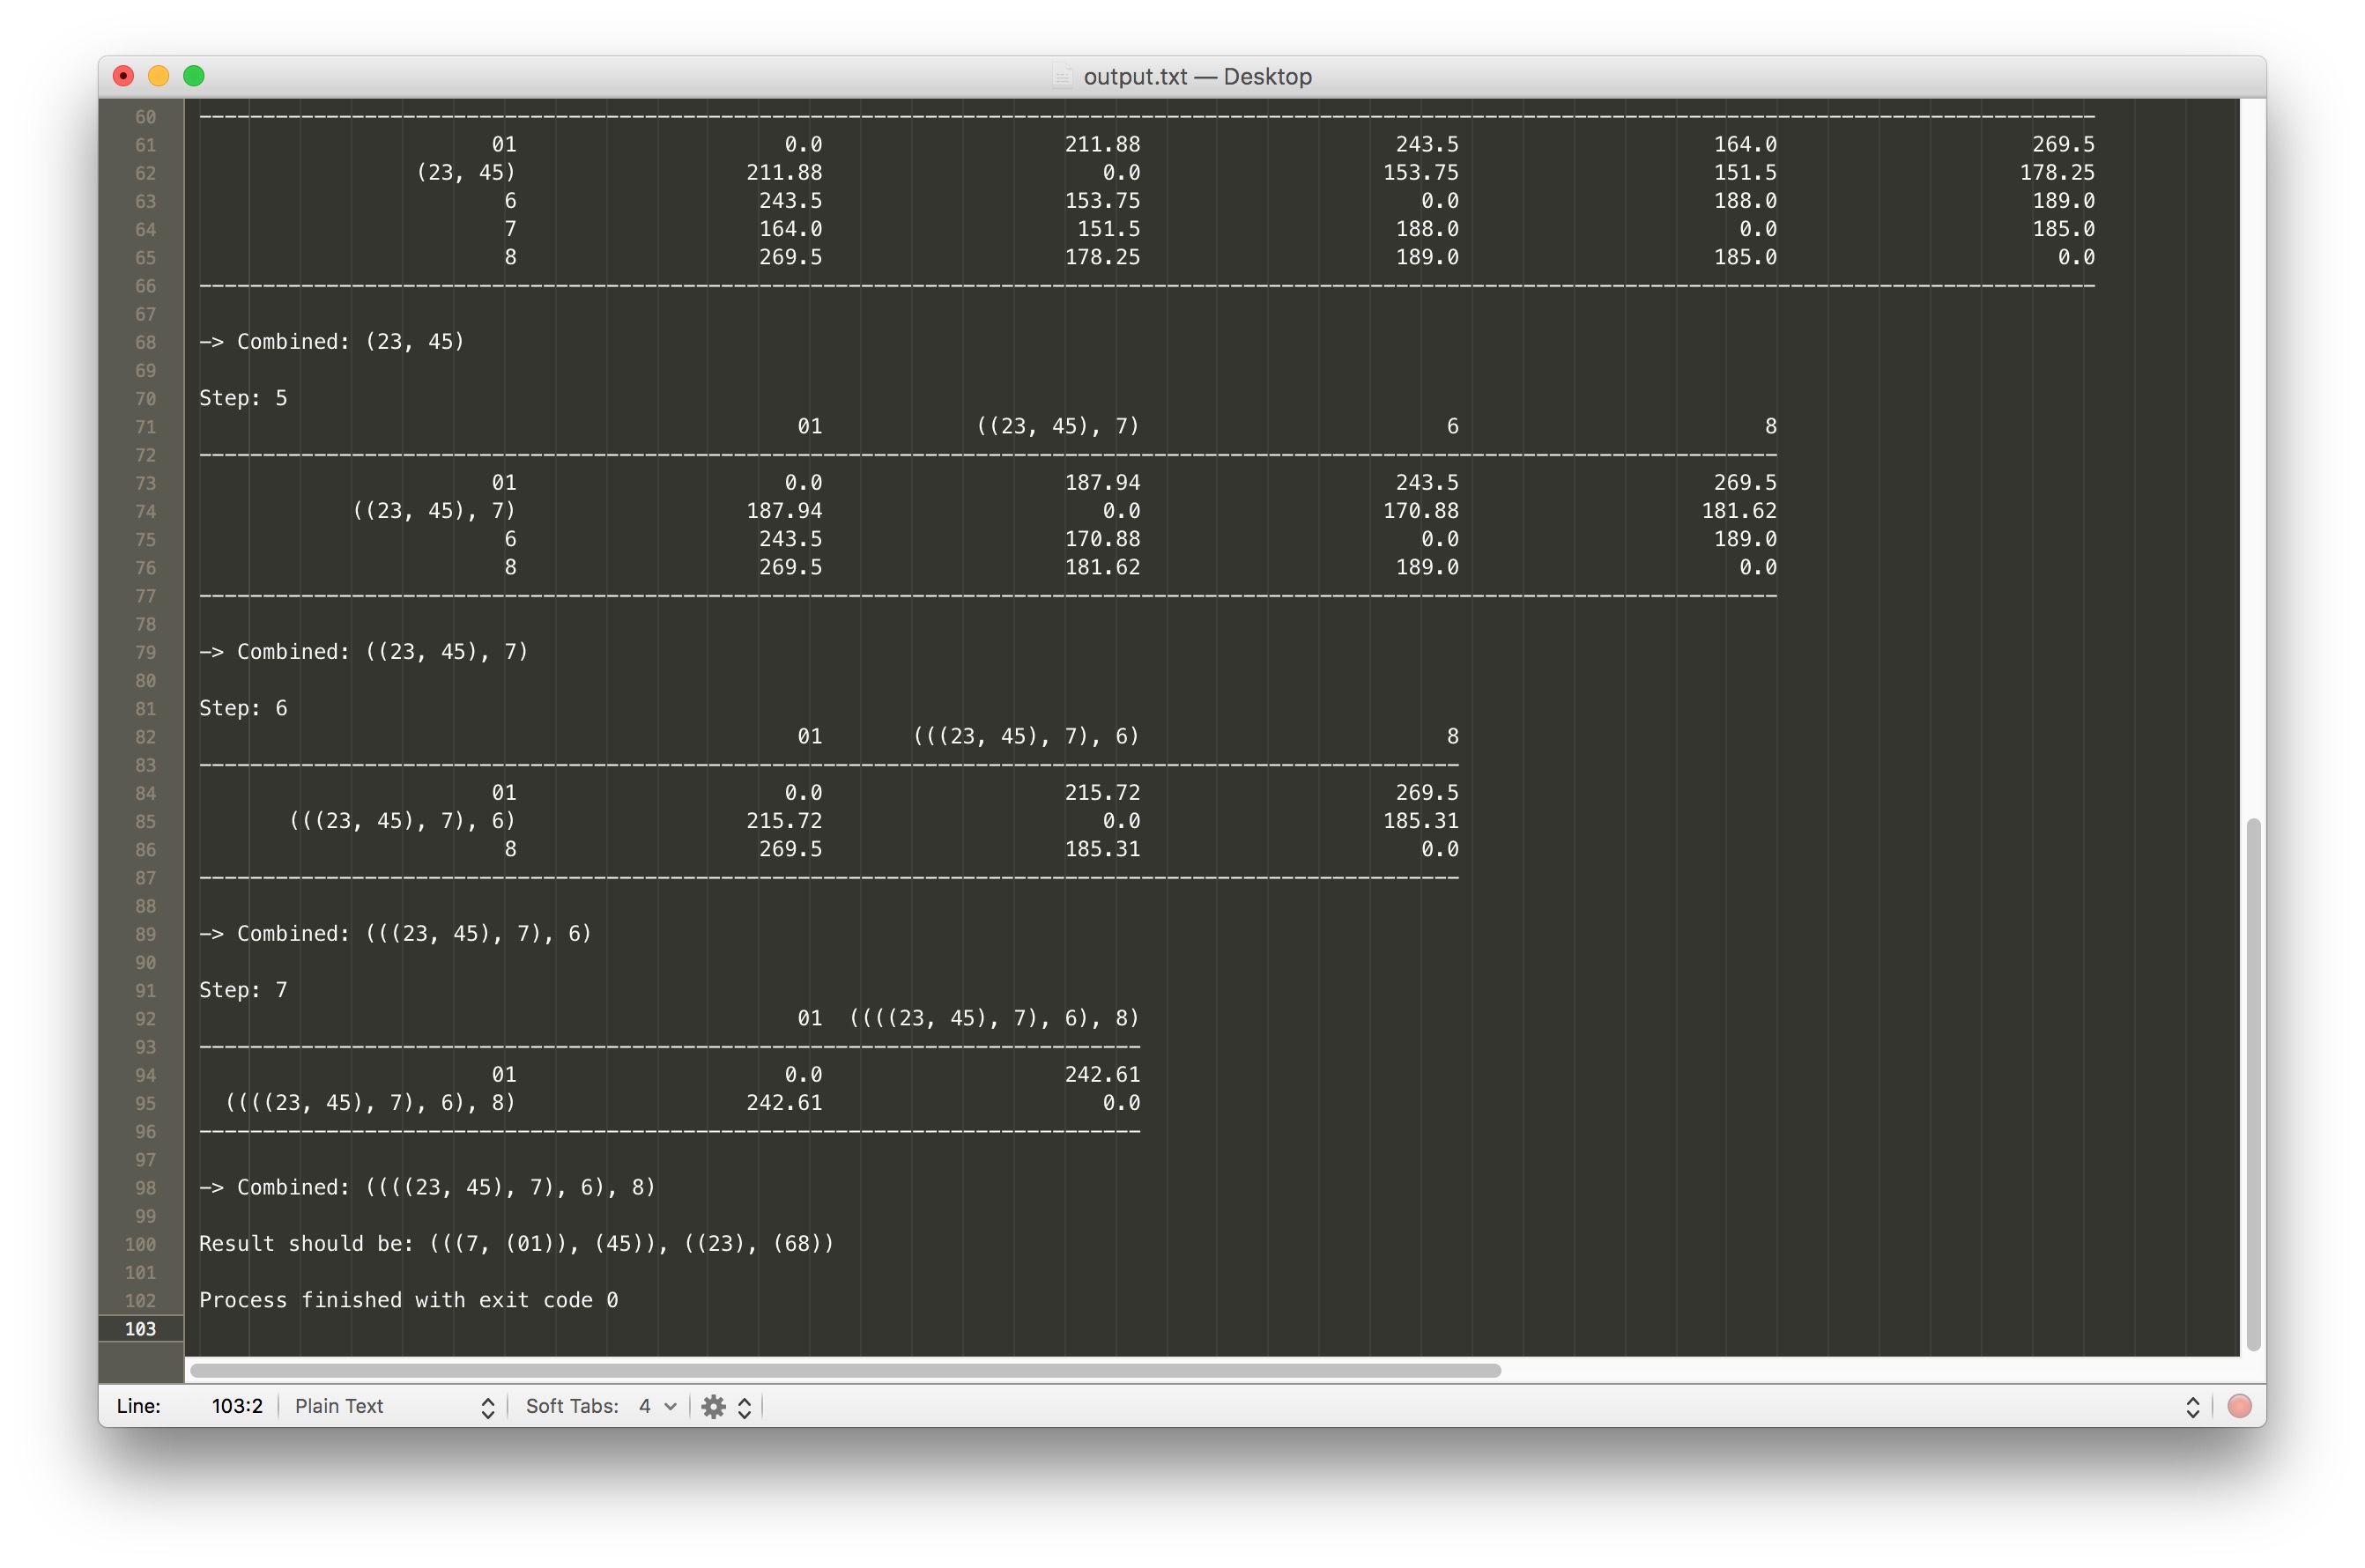 output.txt — Desktop
60 ------------------------------------------------------------------------------------------------------------------------------------------------------
61 01 0.0 211.88 243.5 164.0 269.5
62 (23, 45) 211.88 0.0 153.75 151.5 178.25
63 6 243.5 153.75 0.0 188.0 189.0
64 7 164.0 151.5 188.0 0.0 185.0
65 8 269.5 178.25 189.0 185.0 0.0
66 ------------------------------------------------------------------------------------------------------------------------------------------------------
67
68 -> Combined: (23, 45)
69
70 Step: 5
71 01 ((23, 45), 7) 6 8
72 -----------------------------------------------------------------------------------------------------------------------------
73 01 0.0 187.94 243.5 269.5
74 ((23, 45), 7) 187.94 0.0 170.88 181.62
75 6 243.5 170.88 0.0 189.0
76 8 269.5 181.62 189.0 0.0
77 -----------------------------------------------------------------------------------------------------------------------------
78
79 -> Combined: ((23, 45), 7)
80
81 Step: 6
82 01 (((23, 45), 7), 6) 8
83 ----------------------------------------------------------------------------------------------------
84 01 0.0 215.72 269.5
85 (((23, 45), 7), 6) 215.72 0.0 185.31
86 8 269.5 185.31 0.0
87 ----------------------------------------------------------------------------------------------------
88
89 -> Combined: (((23, 45), 7), 6)
90
91 Step: 7
92 01 ((((23, 45), 7), 6), 8)
93 ---------------------------------------------------------------------------
94 01 0.0 242.61
95 ((((23, 45), 7), 6), 8) 242.61 0.0
96 ---------------------------------------------------------------------------
97
98 -> Combined: ((((23, 45), 7), 6), 8)
99
100 Result should be: (((7, (01)), (45)), ((23), (68))
101
102 Process finished with exit code 0
103
Line: 103:2 Plain Text Soft Tabs: 4